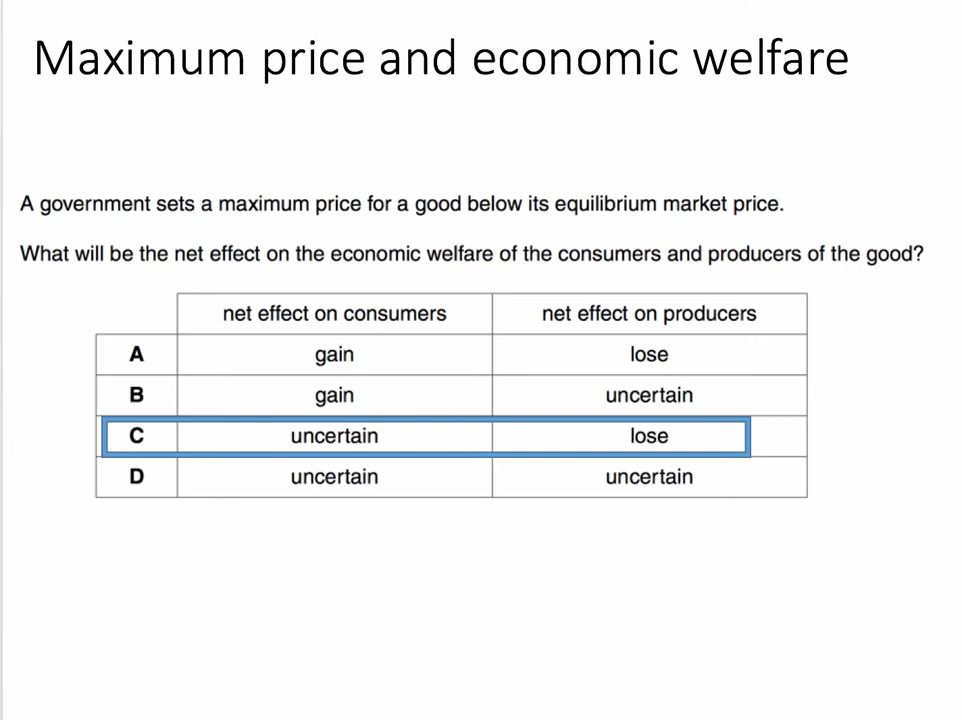 Maximum price and economic welfare
A government sets a maximum price for a good below its equilibrium market price.
What will be the net effect on the economic welfare of the consumers and producers of the good?
net effect on consumers net effect on producers
A gain lose
B gain uncertain
C uncertain lose
D uncertain uncertain